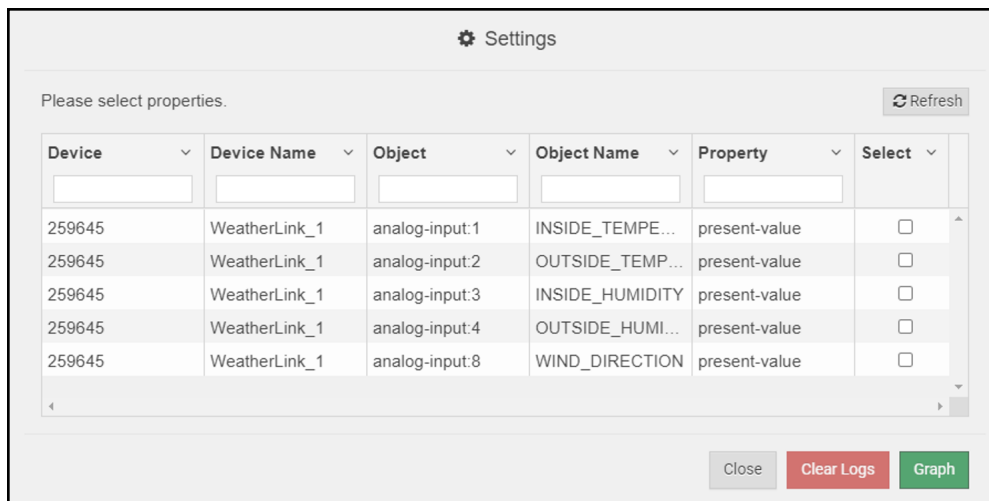 Settings
Please select properties.
Refresh
Device Device Name Object Object Name Property Select
259645 WeatherLink_1 analog-input:1 INSIDE_TEMPE... present-value
259645 WeatherLink_1 analog-input:2 OUTSIDE_TEMP... present-value
259645 WeatherLink_1 analog-input:3 INSIDE_HUMIDITY present-value
259645 WeatherLink_1 analog-input:4 OUTSIDE_HUMI... present-value
259645 WeatherLink_1 analog-input:8 WIND_DIRECTION present-value
Close Clear Logs Graph